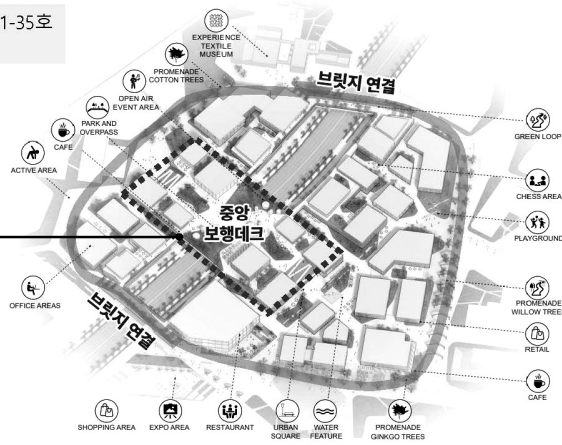 1-35호
EXPERIENCE
TEXTILE
MUSEUM
PROMENADE
COTTON TREES
OPEN AIR
EVENT AREA
PARK AND
OVERPASS
CAFE
ACTIVE AREA
브릿지 연결
GREEN LOOP
CHESS AREA
PLAYGROUND
중앙
보행데크
OFFICE AREAS
브릿지 연결
PROMENADE
WILLOW TREES
RETAIL
CAFE
SHOPPING AREA
EXPO AREA
RESTAURANT
URBAN
SQUARE
WATER
FEATURE
PROMENADE
GINKGO TREES